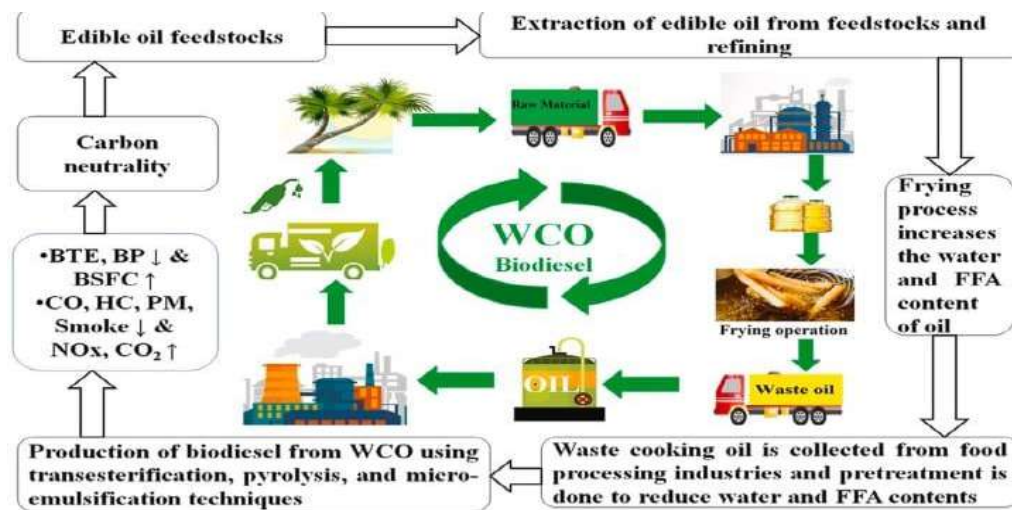 Edible oil feedstocks
Extraction of edible oil from feedstocks and
refining
Raw Material
Carbon
neutrality
Frying
process
increases
the water
and FFA
content
of oil
WCO
Biodiesel
•BTE, BP ↓ &
BSFC ↑
•CO, HC, PM,
Smoke ↓ &
NOx, CO₂ ↑
Frying operation
OIL
Waste oil
Production of biodiesel from WCO using
transesterification, pyrolysis, and micro-
emulsification techniques
Waste cooking oil is collected from food
processing industries and pretreatment is
done to reduce water and FFA contents